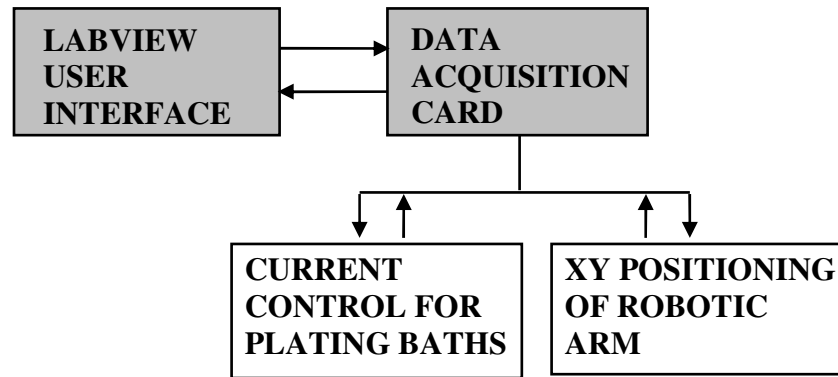 LABVIEW
USER
INTERFACE
DATA
ACQUISITION
CARD
CURRENT
CONTROL FOR
PLATING BATHS
XY POSITIONING
OF ROBOTIC
ARM